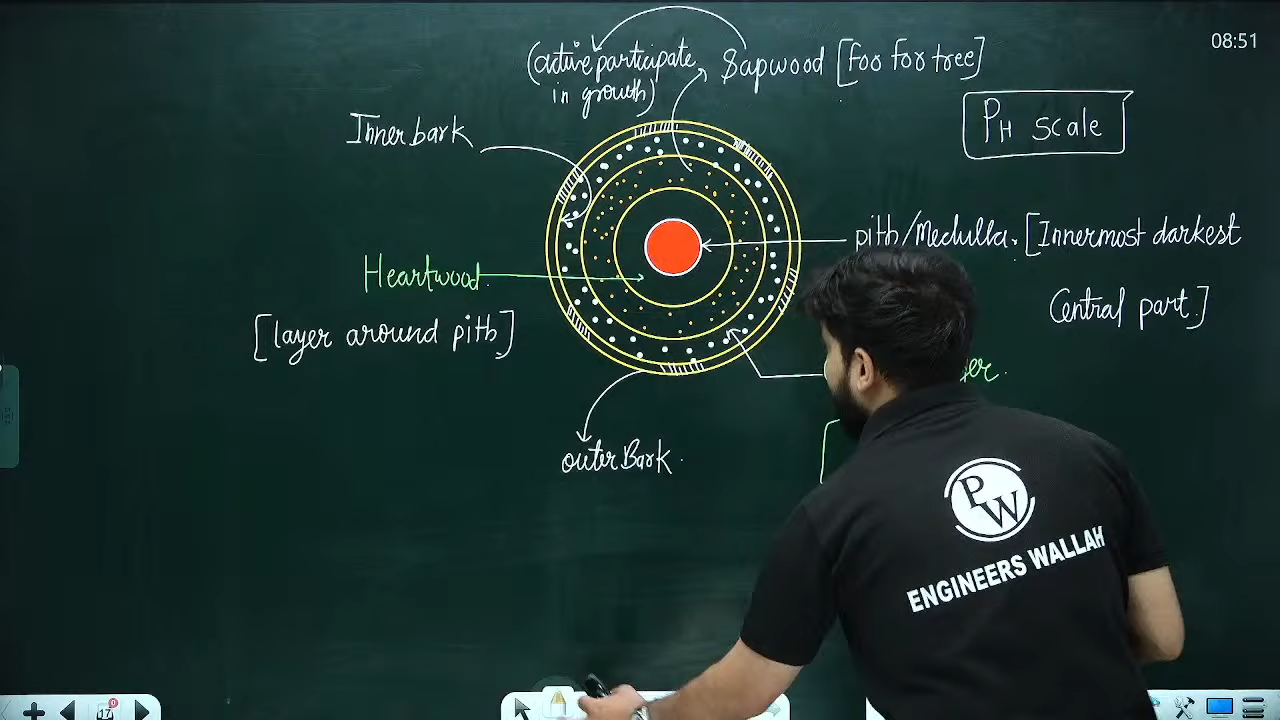 08:51
(active participate
in growth)
Sapwood [foo for tree]
PH scale
Inner bark
pith/Medulla. [Innermost darkest
Central part]
Heartwood.
[layer around pith]
outer Bark.
PW
ENGINEERS WALLAH
17